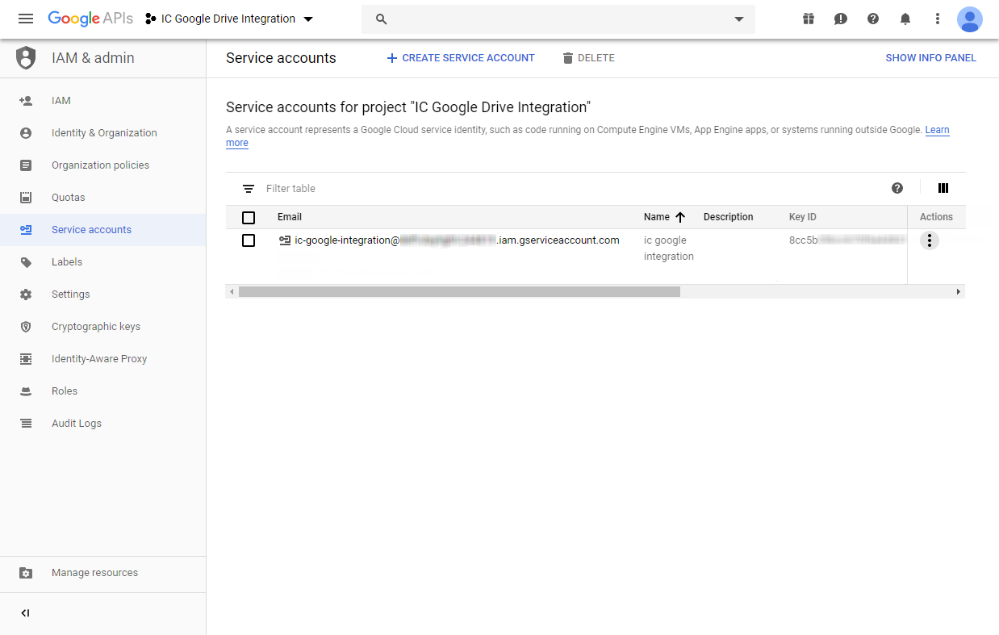 Google APIs IC Google Drive Integration
IAM & admin
Service accounts CREATE SERVICE ACCOUNT DELETE SHOW INFO PANEL
IAM
Identity & Organization
Organization policies
Quotas
Service accounts
Labels
Settings
Cryptographic keys
Identity-Aware Proxy
Roles
Audit Logs
Manage resources
Service accounts for project "IC Google Drive Integration"
A service account represents a Google Cloud service identity, such as code running on Compute Engine VMs, App Engine apps, or systems running outside Google. Learn
more
Filter table
Email Name Description Key ID Actions
ic-google-integration@ .iam.gserviceaccount.com ic google 8cc5b
integration